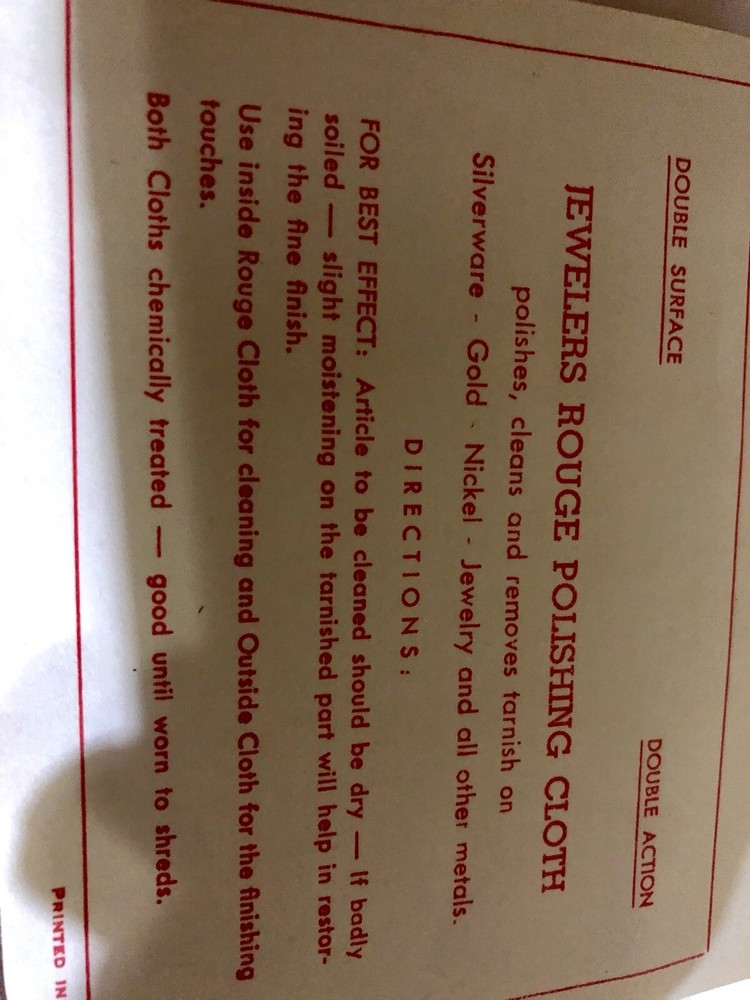 DOUBLE SURFACE DOUBLE ACTION
JEWELERS ROUGE POLISHING CLOTH
polishes, cleans and removes tarnish on
Silverware - Gold - Nickel - Jewelry and all other metals.
DIRECTIONS:
FOR BEST EFFECT: Article to be cleaned should be dry — If badly
soiled — slight moistening on the tarnished part will help in restor-
ing the fine finish.
Use inside Rouge Cloth for cleaning and Outside Cloth for the finishing
touches.
Both Cloths chemically treated — good until worn to shreds.
PRINTED IN